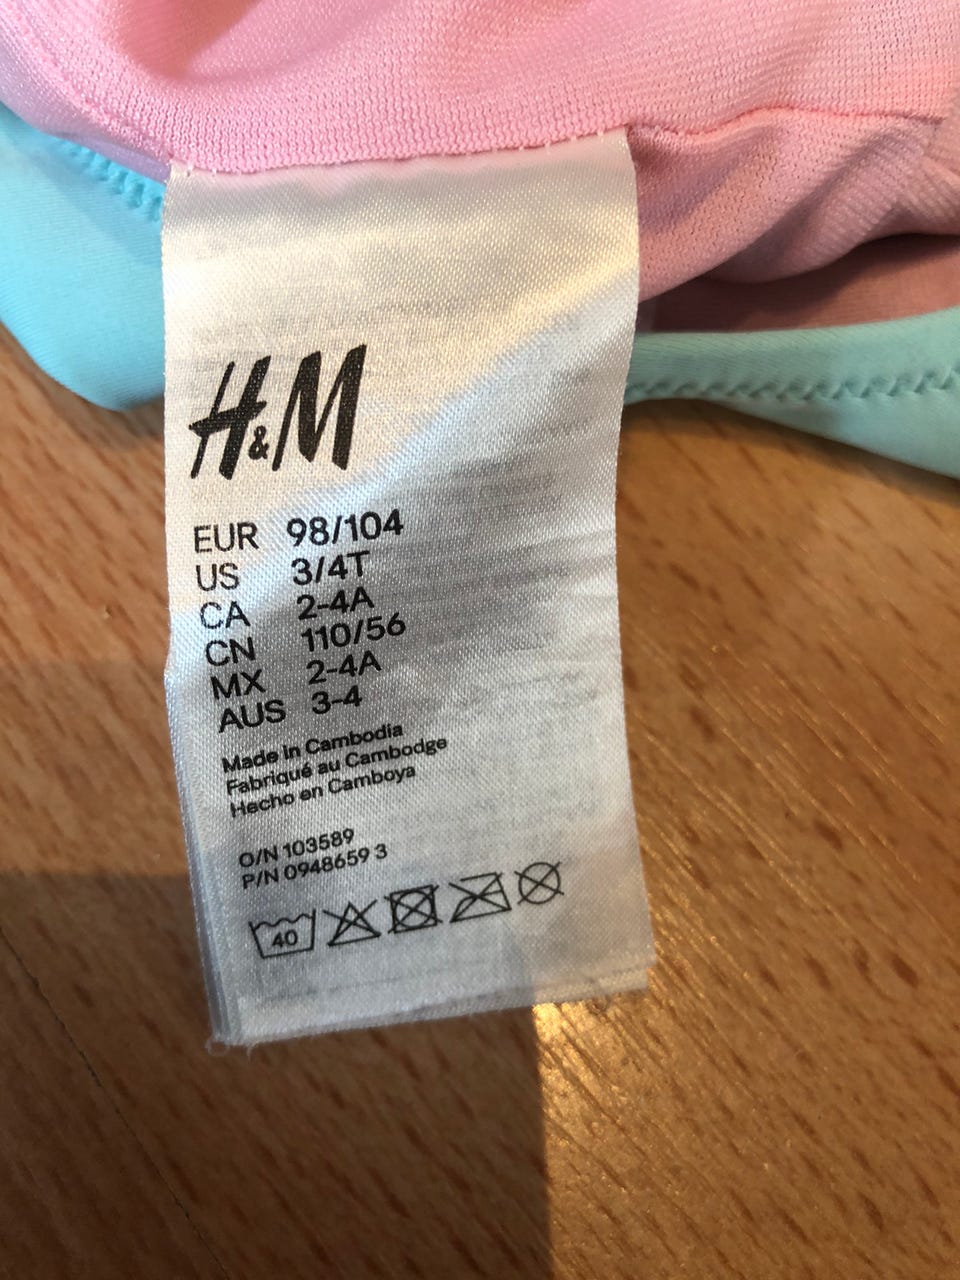 H&M
EUR 98/104
US 3/4T
CA 2-4A
CN 110/56
MX 2-4A
AUS 3-4
Made in Cambodia
Fabriqué au Cambodge
Hecho en Camboya
O/N 103589
P/N 0948659 3
40